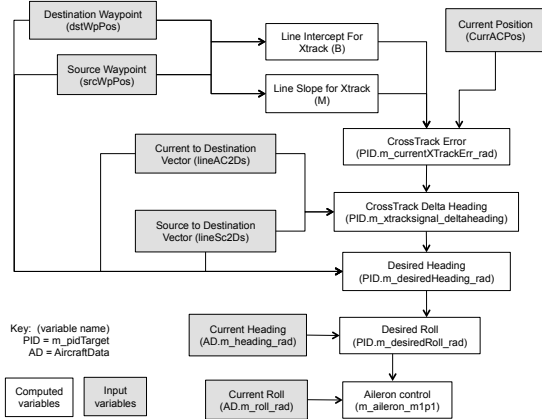 Destination Waypoint
(dstWpPos)
Source Waypoint
(srcWpPos)
Line Intercept For
Xtrack (B)
Line Slope for Xtrack
(M)
Current Position
(CurrACPos)
CrossTrack Error
(PID.m_currentXTrackErr_rad)
Current to Destination
Vector (lineAC2Ds)
CrossTrack Delta Heading
(PID.m_xtracksignal_deltaheading)
Source to Destination
Vector (lineSc2Ds)
Desired Heading
(PID.m_desiredHeading_rad)
Key: (variable name)
PID = m_pidTarget
AD = AircraftData
Current Heading
(AD.m_heading_rad)
Desired Roll
(PID.m_desiredRoll_rad)
Computed
variables
Input
variables
Current Roll
(AD.m_roll_rad)
Aileron control
(m_aileron_m1p1)